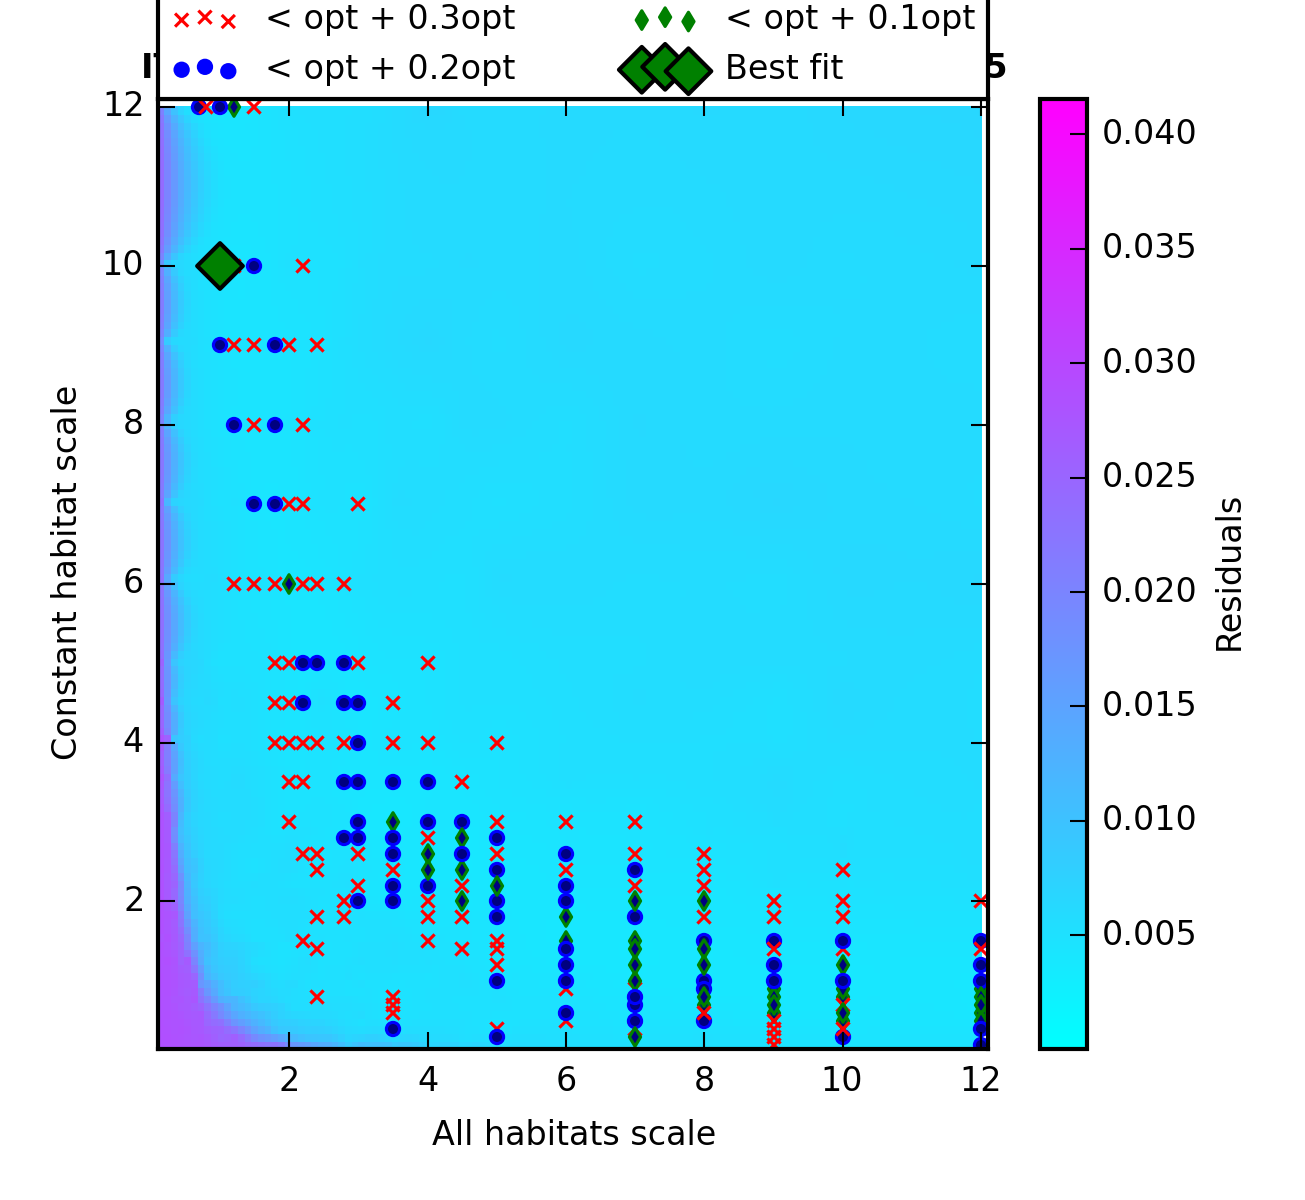 < opt + 0.3opt
< opt + 0.1opt
< opt + 0.2opt
Best fit
5
12
10
8
6
4
2
Constant habitat scale
2 4 6 8 10 12
All habitats scale
0.040
0.035
0.030
0.025
0.020
0.015
0.010
0.005
Residuals